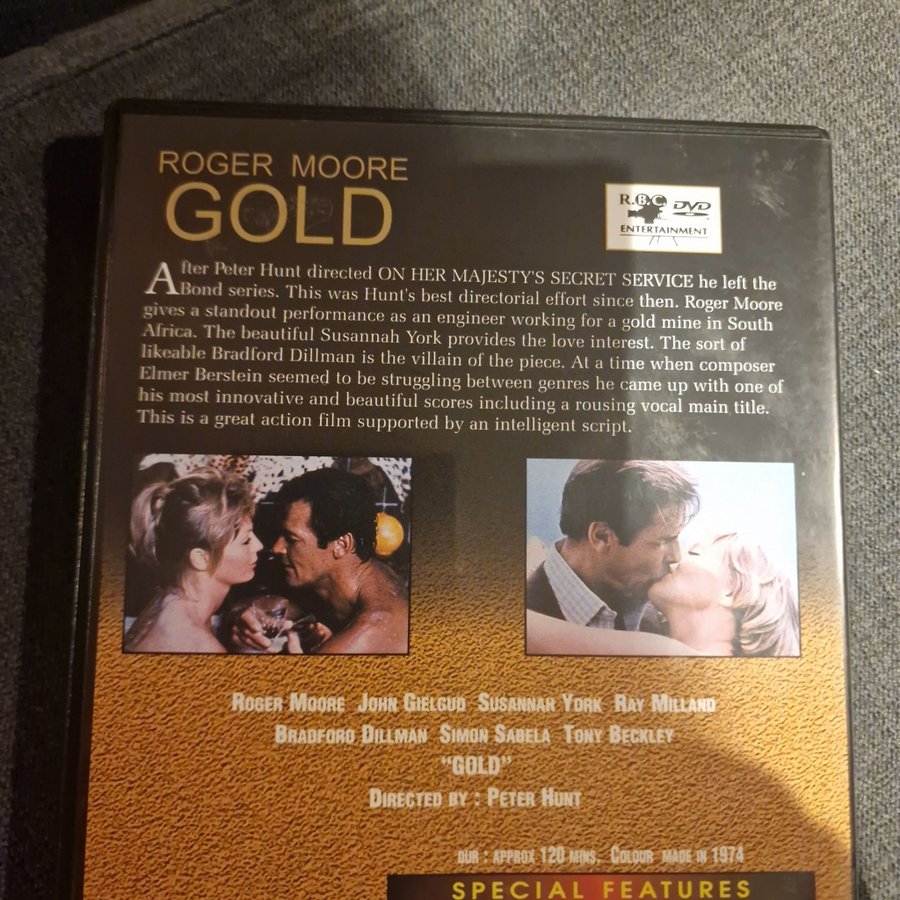 ROGER MOORE
GOLD
R.B.C. DVD
ENTERTAINMENT
After Peter Hunt directed ON HER MAJESTY'S SECRET SERVICE he left the
Bond series. This was Hunt's best directorial effort since then. Roger Moore
gives a standout performance as an engineer working for a gold mine in South
Africa. The beautiful Susannah York provides the love interest. The sort of
likeable Bradford Dillman is the villain of the piece. At a time when composer
Elmer Berstein seemed to be struggling between genres he came up with one of
his most innovative and beautiful scores including a rousing vocal main title.
This is a great action film supported by an intelligent script.
ROGER MOORE JOHN GIELGUD SUSANNAH YORK RAY MILLAND
BRADFORD DILLMAN SIMON SABELA TONY BECKLEY
"GOLD"
DIRECTED BY : PETER HUNT
DUR : APPROX 120 MINS, COLOUR MADE IN 1974
SPECIAL FEATURES